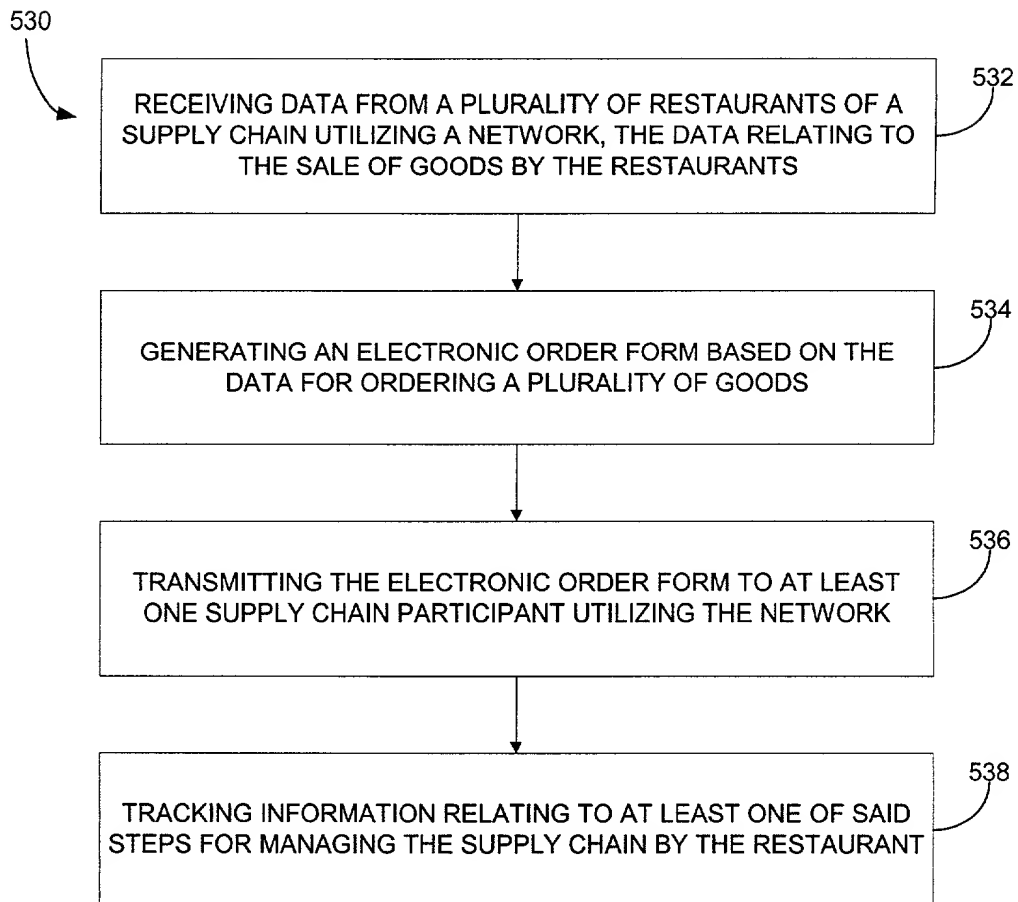 530
532
RECEIVING DATA FROM A PLURALITY OF RESTAURANTS OF A
SUPPLY CHAIN UTILIZING A NETWORK, THE DATA RELATING TO
THE SALE OF GOODS BY THE RESTAURANTS
534
GENERATING AN ELECTRONIC ORDER FORM BASED ON THE
DATA FOR ORDERING A PLURALITY OF GOODS
536
TRANSMITTING THE ELECTRONIC ORDER FORM TO AT LEAST
ONE SUPPLY CHAIN PARTICIPANT UTILIZING THE NETWORK
538
TRACKING INFORMATION RELATING TO AT LEAST ONE OF SAID
STEPS FOR MANAGING THE SUPPLY CHAIN BY THE RESTAURANT